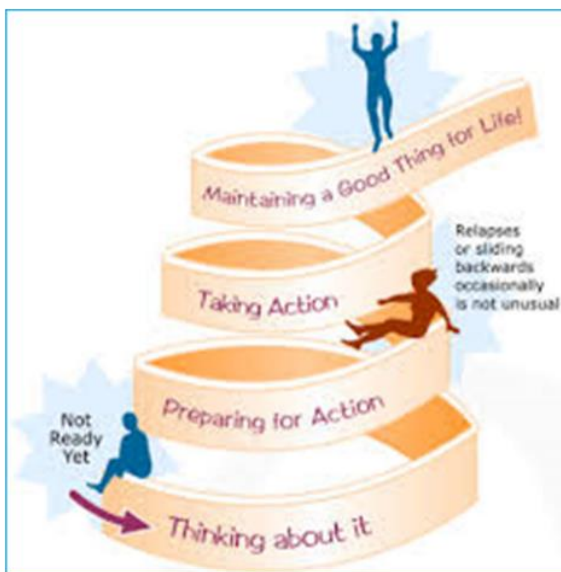 Maintaining a Good Thing for Life!
Relapses
or sliding
backwards
occasionally
is not unusual
Taking Action
Preparing for Action
Not
Ready
Yet
Thinking about it